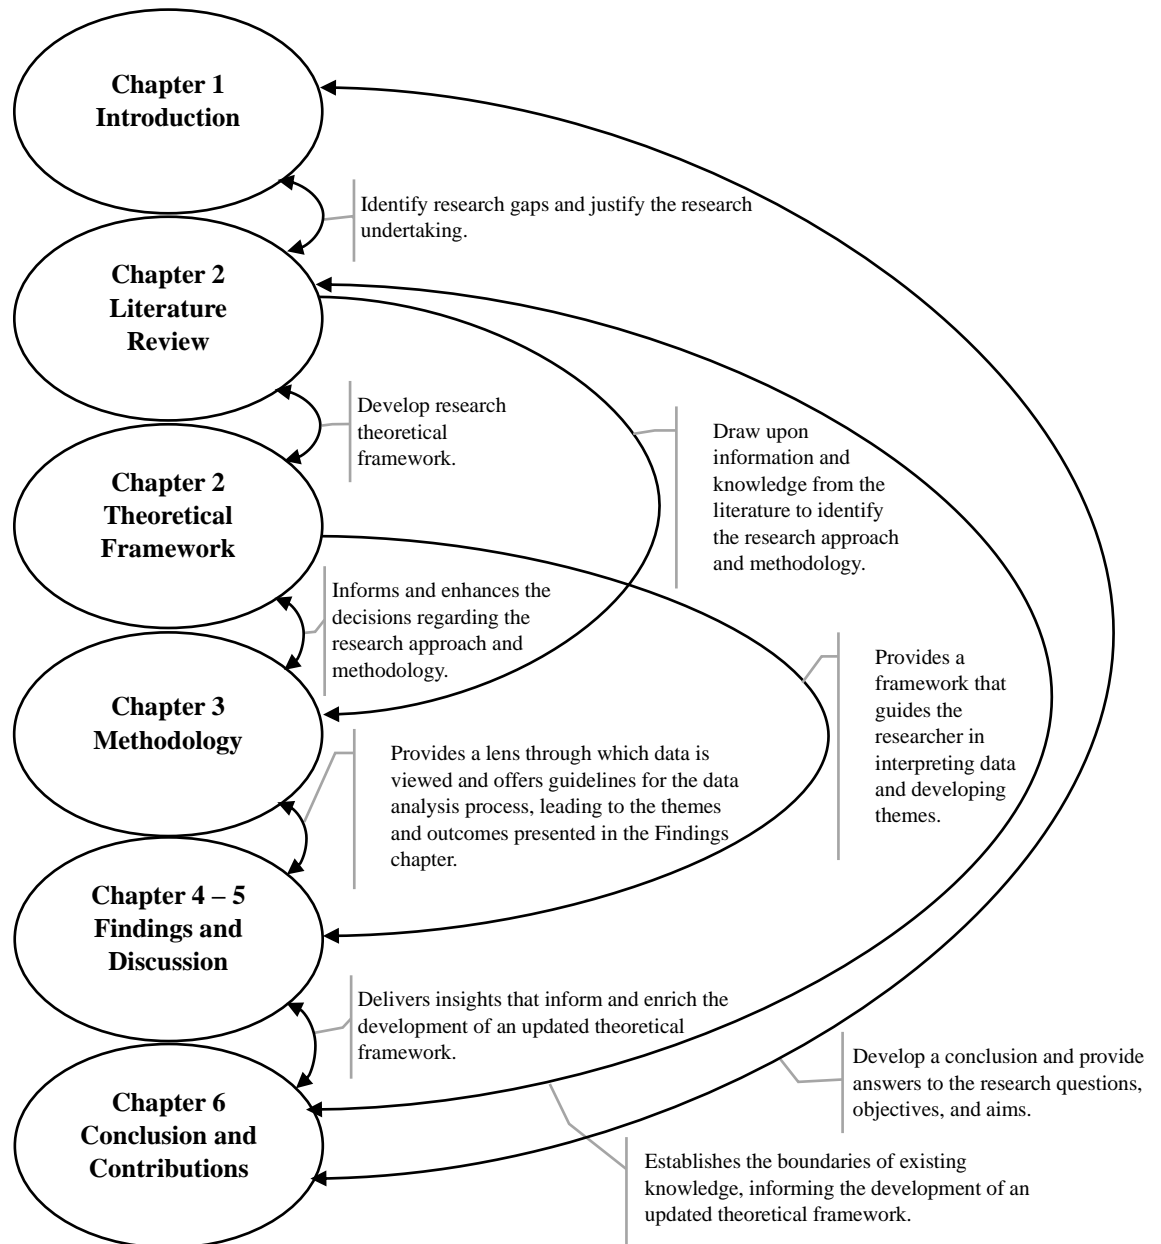 Chapter 1
Introduction
Identify research gaps and justify the research
undertaking.
Chapter 2
Literature
Review
Develop research
theoretical
framework.
Draw upon
information and
knowledge from the
literature to identify
the research approach
and methodology.
Chapter 2
Theoretical
Framework
Informs and enhances the
decisions regarding the
research approach and
methodology.
Provides a
framework that
guides the
researcher in
interpreting data
and developing
themes.
Chapter 3
Methodology
Provides a lens through which data is
viewed and offers guidelines for the data
analysis process, leading to the themes
and outcomes presented in the Findings
chapter.
Chapter 4 – 5
Findings and
Discussion
Delivers insights that inform and enrich the
development of an updated theoretical
framework.
Develop a conclusion and provide
answers to the research questions,
objectives, and aims.
Chapter 6
Conclusion and
Contributions
Establishes the boundaries of existing
knowledge, informing the development of an
updated theoretical framework.